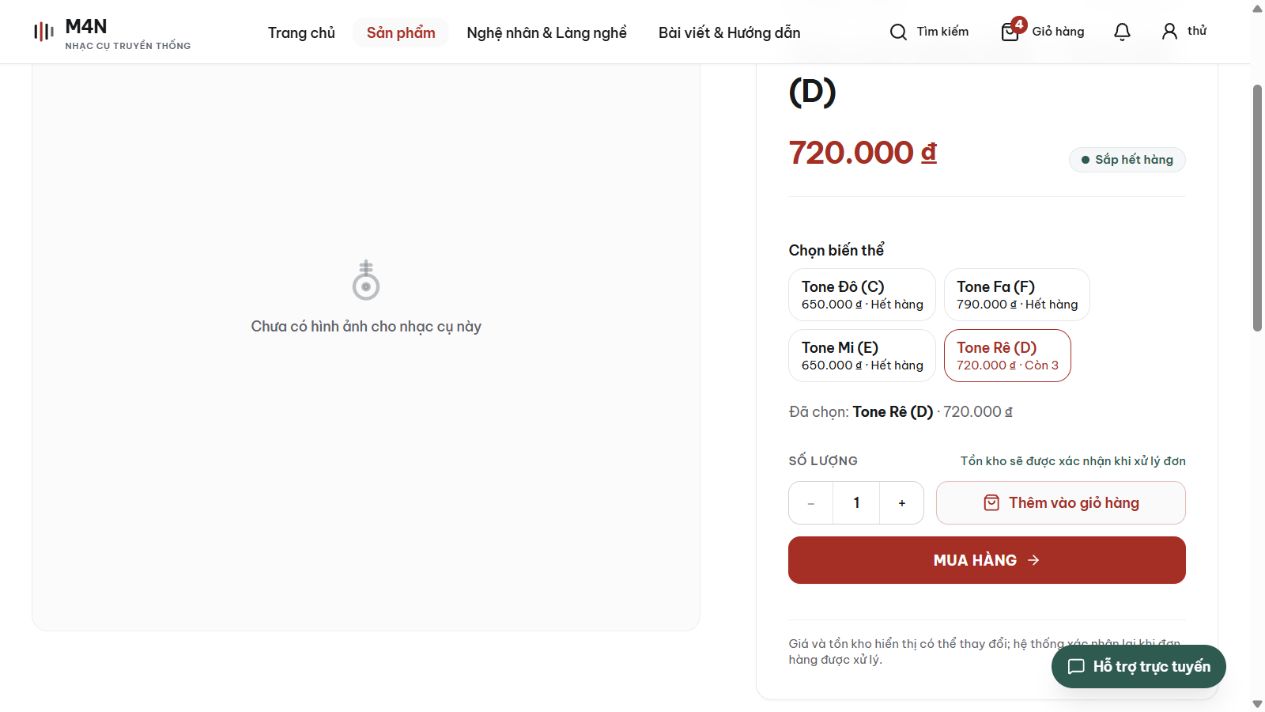 M4N
NHẠC CỤ TRUYỀN THỐNG
Trang chủ
Sản phẩm
Nghệ nhân & Làng nghề
Bài viết & Hướng dẫn
Tìm kiếm
4
Giỏ hàng
thử
Chưa có hình ảnh cho nhạc cụ này
(D)
720.000 ₫
Sắp hết hàng
Chọn biến thể
Tone Đô (C)
650.000 ₫ · Hết hàng
Tone Fa (F)
790.000 ₫ · Hết hàng
Tone Mi (E)
650.000 ₫ · Hết hàng
Tone Rê (D)
720.000 ₫ · Còn 3
Đã chọn: Tone Rê (D) · 720.000 ₫
SỐ LƯỢNG
Tồn kho sẽ được xác nhận khi xử lý đơn
− 1 +
Thêm vào giỏ hàng
MUA HÀNG →
Giá và tồn kho hiển thị có thể thay đổi; hệ thống xác nhận lại khi đơn
hàng được xử lý.
Hỗ trợ trực tuyến